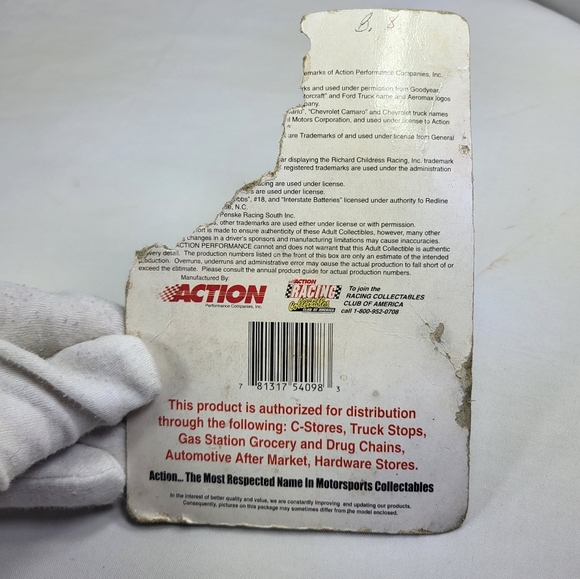 B, 8
emarks of Action Performance Companies, Inc.
rks and used under permission from Goodyear.
torcraft" and Ford Truck name and Aeromax logos
pany.
"Chevrolet Camaro" and Chevrolet truck names
l Motors Corporation, and used under license to Action
are Trademarks of and used under license from General
ar displaying the Richard Childress Racing, Inc. trademark
registered trademarks are used under the administration
acing are used under license.
s are used under license.
bbs", #18, and "Interstate Batteries" licensed under authority to Redline
N.C.
Penske Racing South Inc.
other trademarks are used either under license or with permission.
ort is made to ensure authenticity of these Adult Collectibles, however, many other
changes in a driver's sponsors and manufacturing limitations may cause inaccuracies.
ACTION PERFORMANCE cannot and does not warrant that this Adult Collectible is authentic
very detail. The production numbers listed on the front of this box are only an estimate of the intended
oduction. Overruns, underruns and administrative error may cause the actual production to fall short of or
exceed the estimate. Please consult the annual product guide for actual production numbers.
Manufactured By:
ACTION
Performance Companies, Inc.
ACTION
RACING
Collectables
CLUB OF AMERICA
To join the
RACING COLLECTABLES
CLUB OF AMERICA
call 1-800-952-0708
7 81317 54098 3
This product is authorized for distribution
through the following: C-Stores, Truck Stops,
Gas Station Grocery and Drug Chains,
Automotive After Market, Hardware Stores.
Action... The Most Respected Name In Motorsports Collectables
In the interest of better quality and value, we are constantly improving and updating our products.
Consequently, pictures on this package may sometimes differ from the model enclosed.